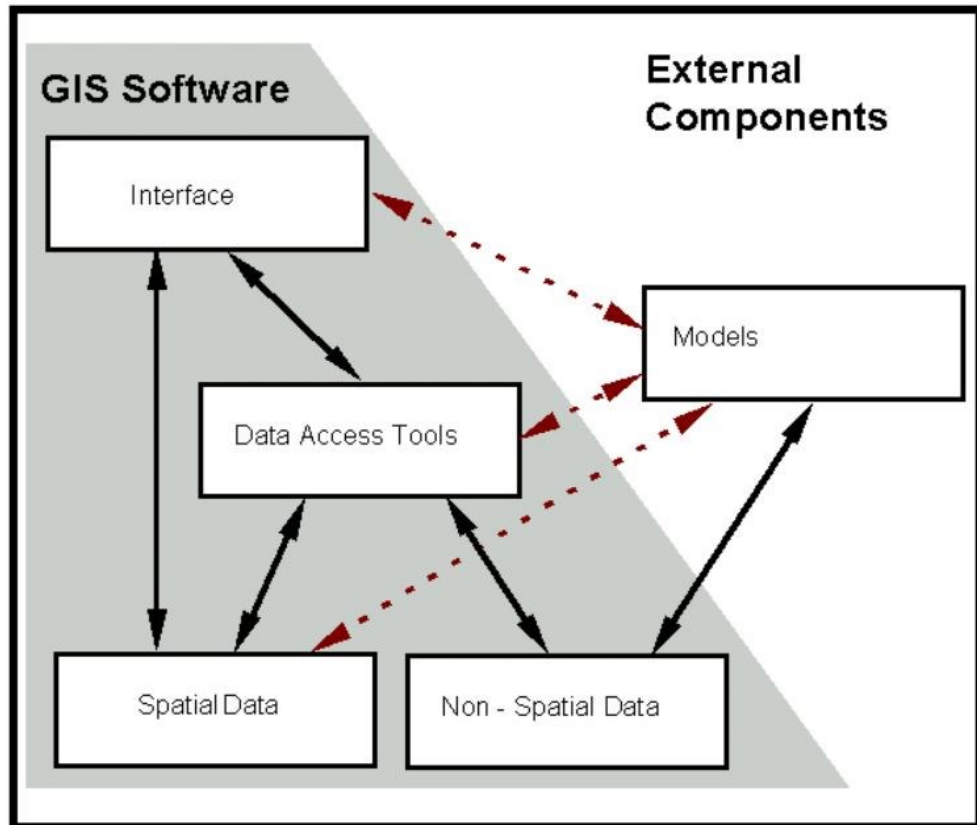 GIS Software
External
Components
Interface
Models
Data Access Tools
Spatial Data
Non - Spatial Data